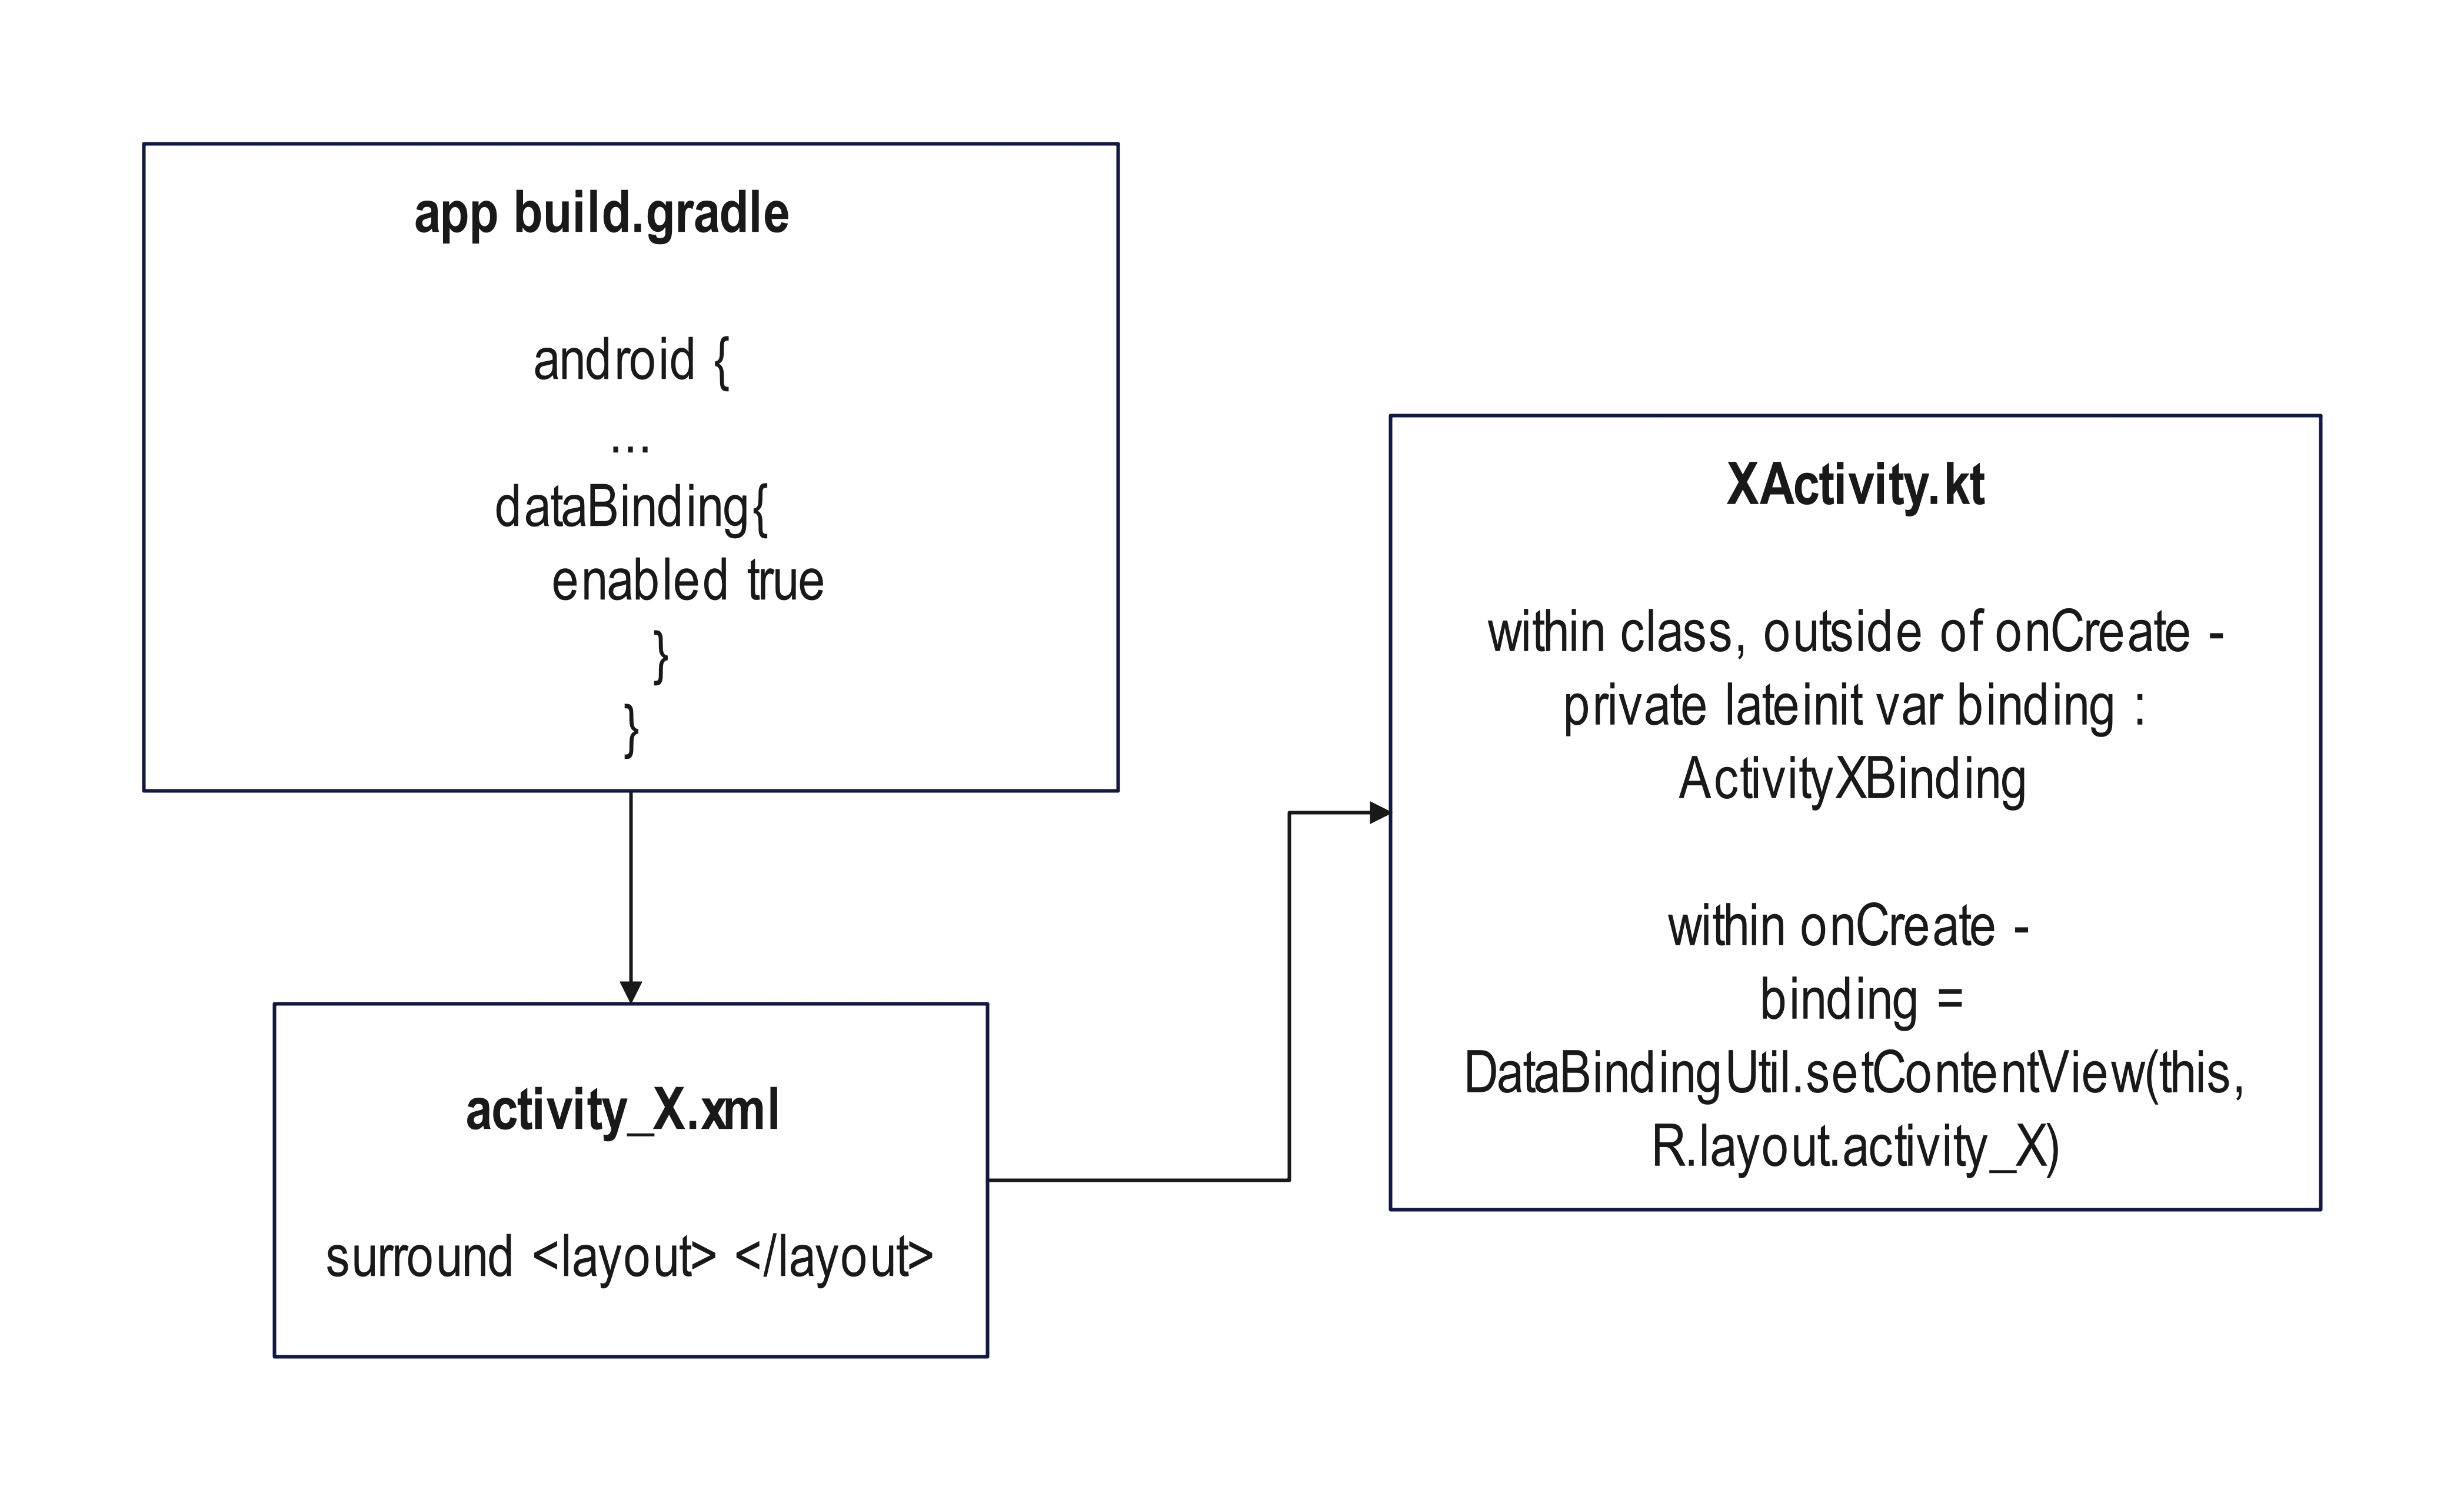 app build.gradle
android {
...
dataBinding{
enabled true
}
}
activity_X.xml
surround <layout> </layout>
XActivity.kt
within class, outside of onCreate -
private lateinit var binding :
ActivityXBinding
within onCreate -
binding =
DataBindingUtil.setContentView(this,
R.layout.activity_X)